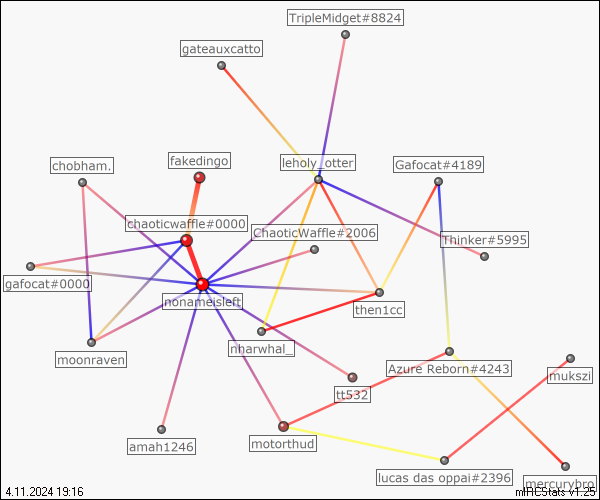 TripleMidget#8824
gateauxcatto
chobham.
fakedingo
leholy_otter
Gafocat#4189
chaoticwaffle#0000
ChaoticWaffle#2006
Thinker#5995
gafocat#0000
nonameisleft
then1cc
nharwhal_
moonraven
Azure Reborn#4243
mukszi
tt532
amah1246
motorthud
lucas das oppai#2396
mercurybro
4.11.2024 19:16
mIRCStats v1.25